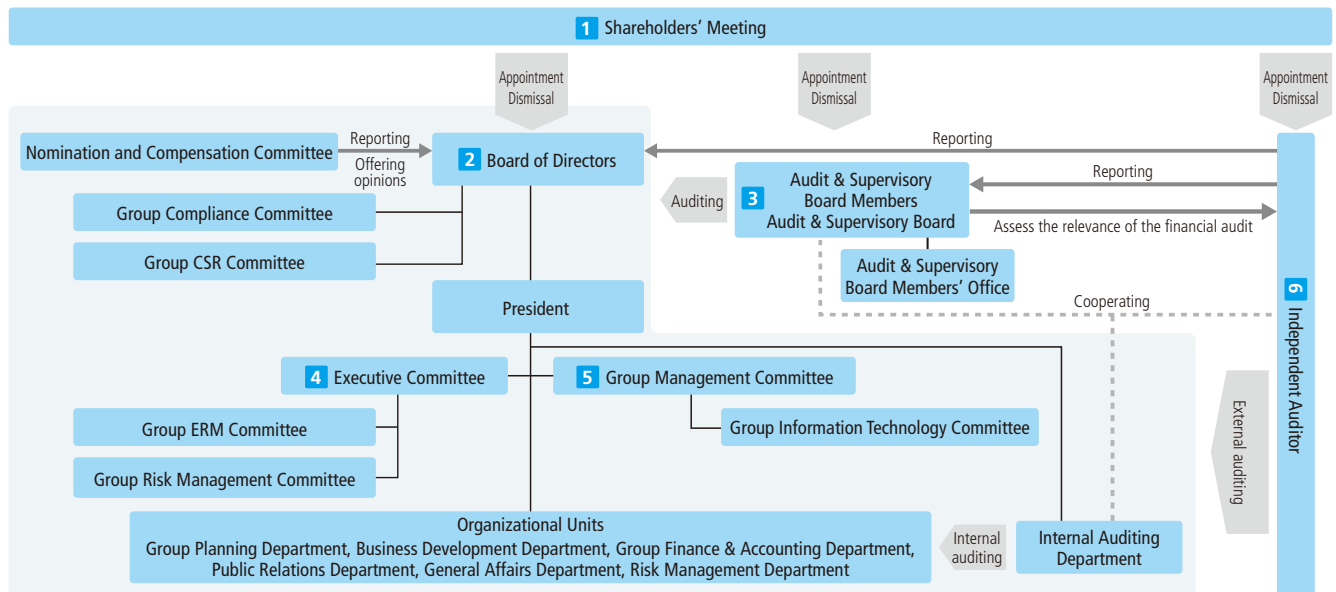 1 Shareholders’ Meeting
Appointment
Dismissal
Appointment
Dismissal
Appointment
Dismissal
Nomination and Compensation Committee
Reporting
Offering
opinions
2 Board of Directors
Reporting
Group Compliance Committee
Group CSR Committee
Auditing
3 Audit & Supervisory
Board Members
Audit & Supervisory Board
Reporting
Assess the relevance of the financial audit
Audit & Supervisory
Board Members’ Office
Cooperating
6 Independent Auditor
President
4 Executive Committee
5 Group Management Committee
Group ERM Committee
Group Risk Management Committee
Group Information Technology Committee
External auditing
Organizational Units
Group Planning Department, Business Development Department, Group Finance & Accounting Department,
Public Relations Department, General Affairs Department, Risk Management Department
Internal
auditing
Internal Auditing
Department